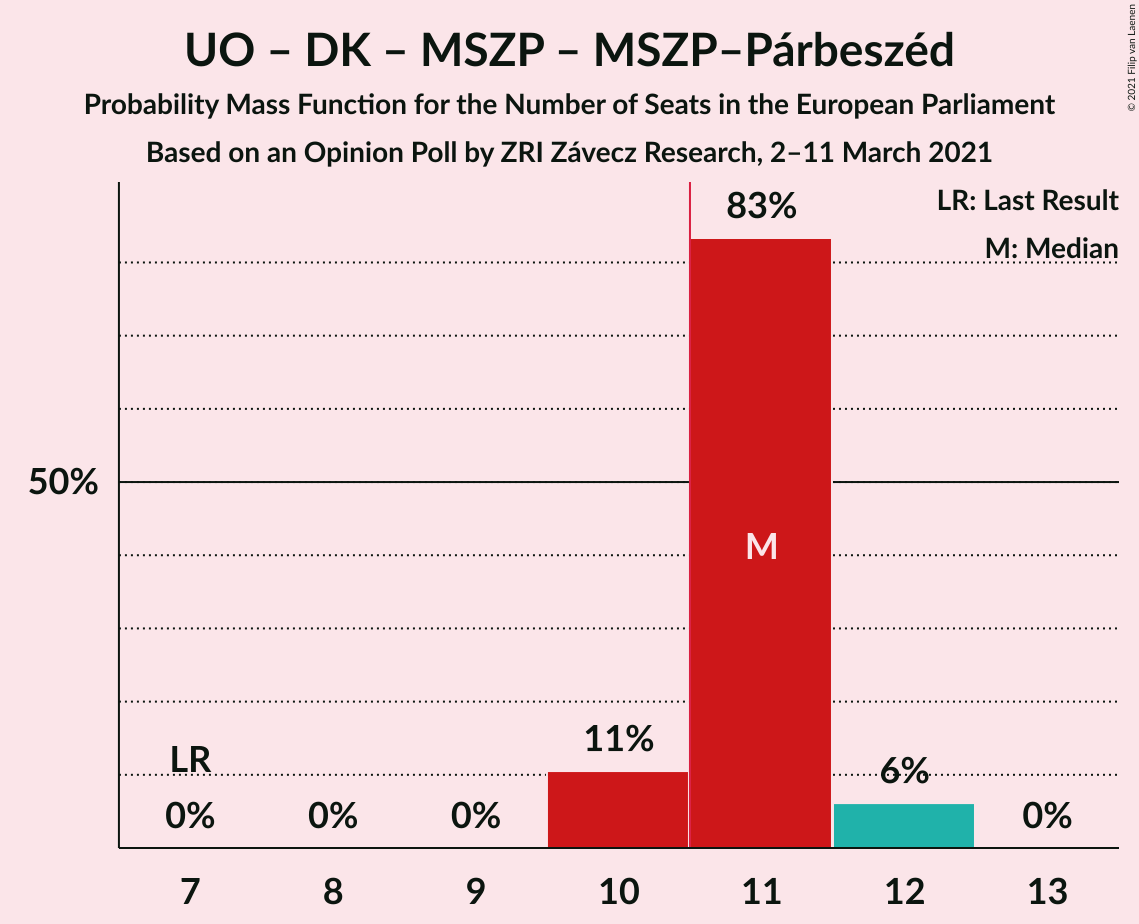 UO – DK – MSZP – MSZP–Párbeszéd
Probability Mass Function for the Number of Seats in the European Parliament
Based on an Opinion Poll by ZRI Závecz Research, 2–11 March 2021
© 2021 Filip van Laenen
LR: Last Result
M: Median
83%
50%
M
11%
LR
6%
0% 0% 0% 0%
7 8 9 10 11 12 13